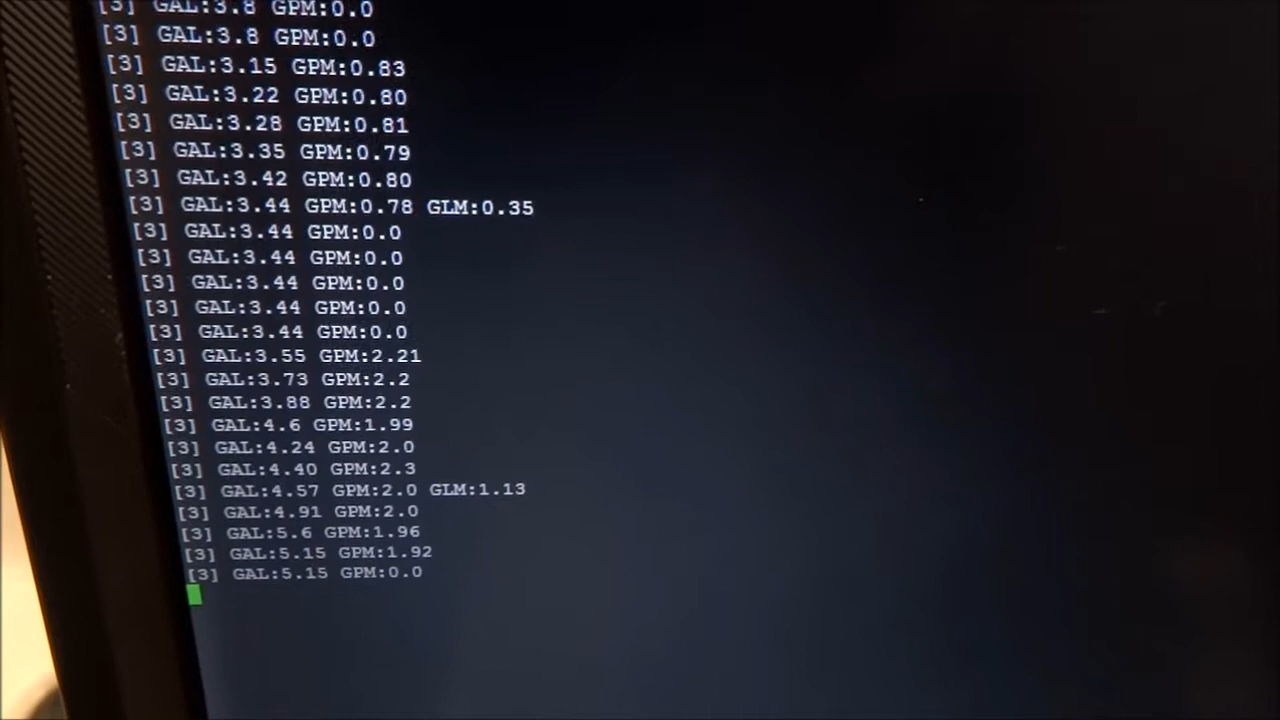 [3] GAL:3.8 GPM:0.0
[3] GAL:3.8 GPM:0.0
[3] GAL:3.15 GPM:0.83
[3] GAL:3.22 GPM:0.80
[3] GAL:3.28 GPM:0.81
[3] GAL:3.35 GPM:0.79
[3] GAL:3.42 GPM:0.80
[3] GAL:3.44 GPM:0.78 GLM:0.35
[3] GAL:3.44 GPM:0.0
[3] GAL:3.44 GPM:0.0
[3] GAL:3.44 GPM:0.0
[3] GAL:3.44 GPM:0.0
[3] GAL:3.44 GPM:0.0
[3] GAL:3.55 GPM:2.21
[3] GAL:3.73 GPM:2.2
[3] GAL:3.88 GPM:2.2
[3] GAL:4.6 GPM:1.99
[3] GAL:4.24 GPM:2.0
[3] GAL:4.40 GPM:2.3
[3] GAL:4.57 GPM:2.0 GLM:1.13
[3] GAL:4.91 GPM:2.0
[3] GAL:5.6 GPM:1.96
[3] GAL:5.15 GPM:1.92
[3] GAL:5.15 GPM:0.0